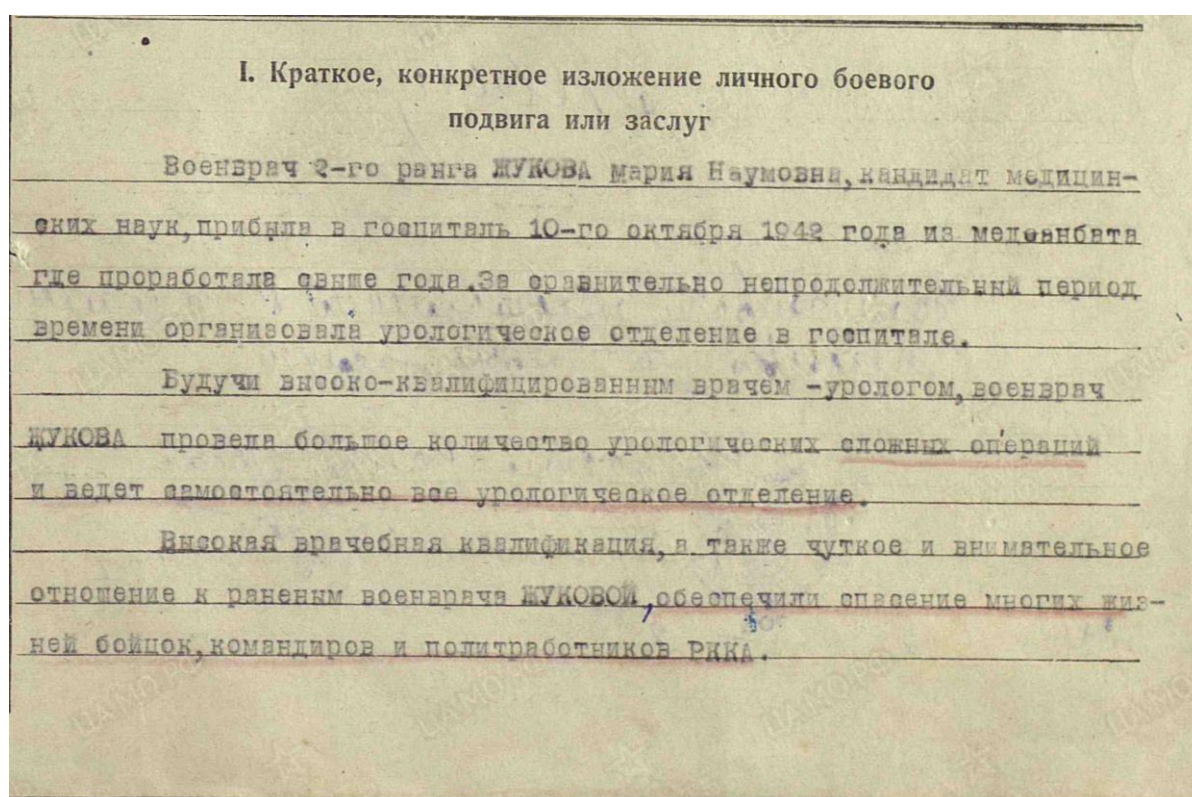 I. Краткое, конкретное изложение личного боевого
подвига или заслуг
Военврач 2-го ранга ЖУКОВА Мария Наумовна, кандидат медицин-
ских наук, прибыла в госпиталь 10-го октября 1942 года из медсанбата
где проработала свыше года. За сравнительно непродолжительный период
времени организовала урологическое отделение в госпитале.
Будучи высоко-квалифицированным врачем -урологом, военврач
ЖУКОВА провела большое количество урологических сложных операций
и ведет самостоятельно все урологическое отделение.
Высокая врачебная квалификация, а также чуткое и внимательное
отношение к раненым военврача ЖУКОВОЙ, обеспечили спасение многих жиз-
ней бойцок, командиров и политработников РККА.